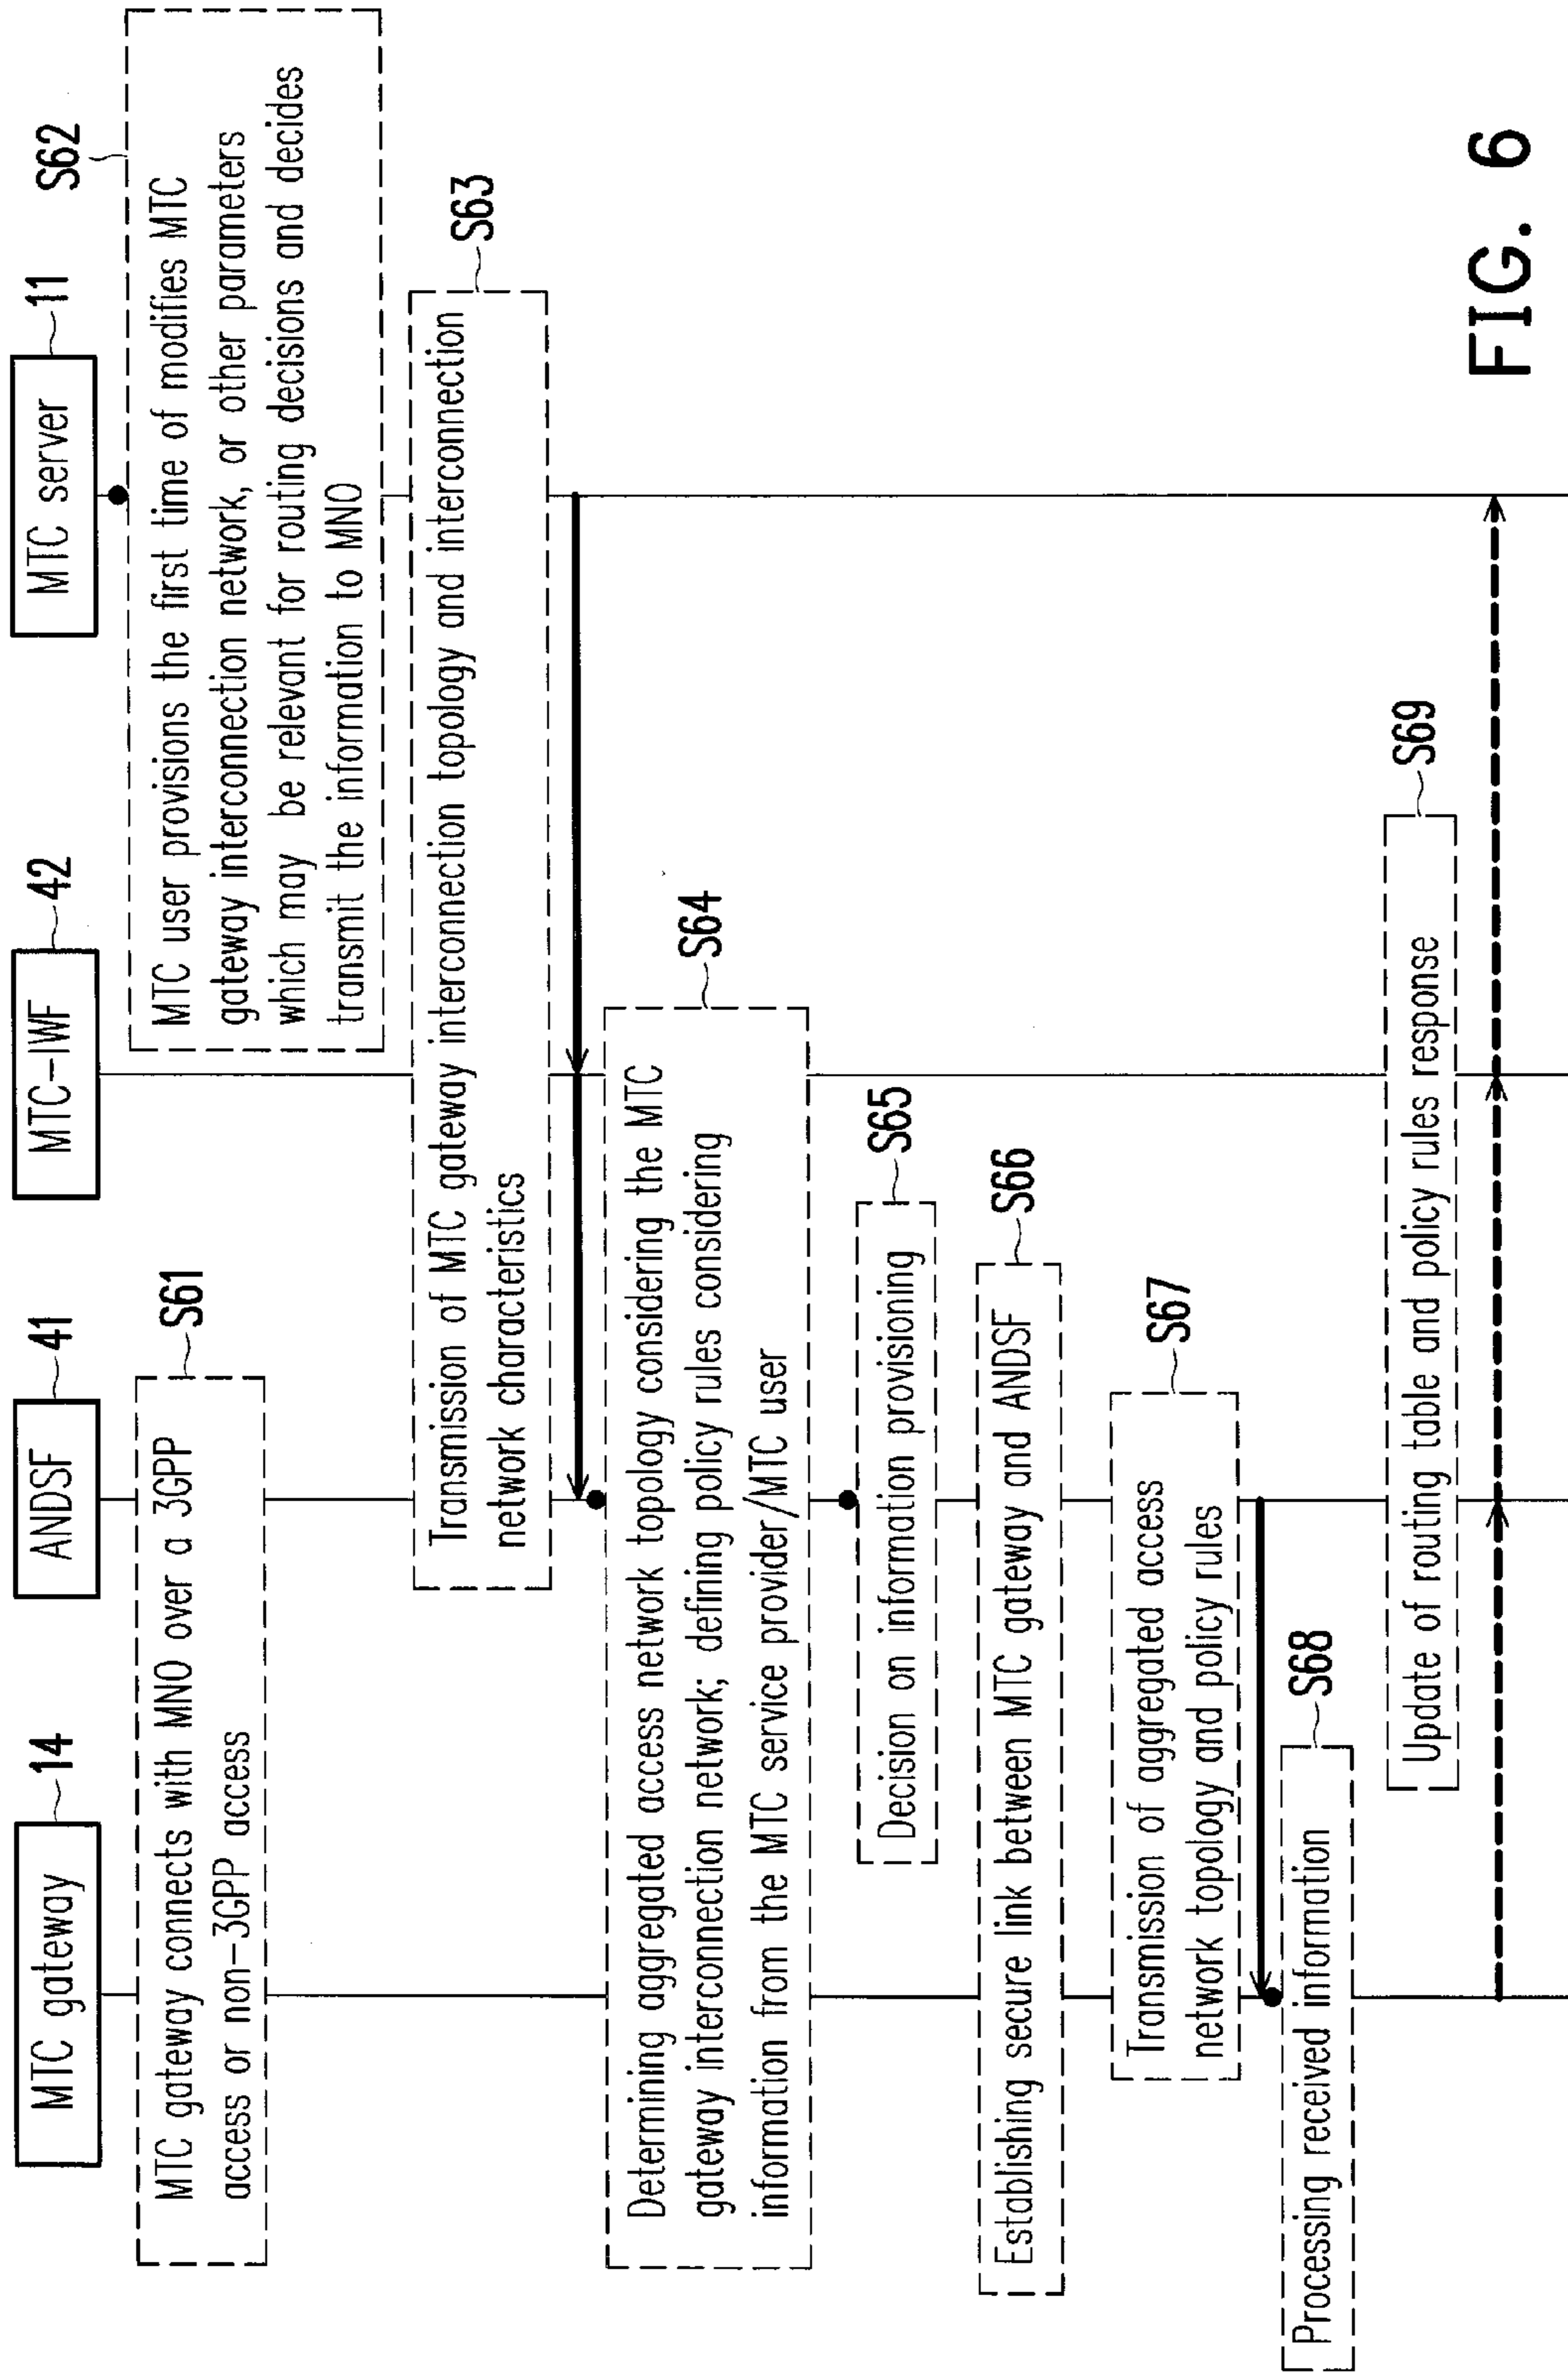 MTC gateway
14
ANDSF
41
MTC-IWF
42
MTC server
11
MTC gateway connects with MNO over a 3GPP
access or non-3GPP access
S61
MTC user provisions the first time of modifies MTC
gateway interconnection network, or other parameters
which may be relevant for routing decisions and decides
transmit the information to MNO
S62
Transmission of MTC gateway interconnection topology and interconnection
network characteristics
S63
Determining aggregated access network topology considering the MTC
gateway interconnection network; defining policy rules considering
information from the MTC service provider/MTC user
S64
Decision on information provisioning
S65
Establishing secure link between MTC gateway and ANDSF
S66
Transmission of aggregated access
network topology and policy rules
S67
Processing received information
S68
Update of routing table and policy rules response
S69
FIG. 6